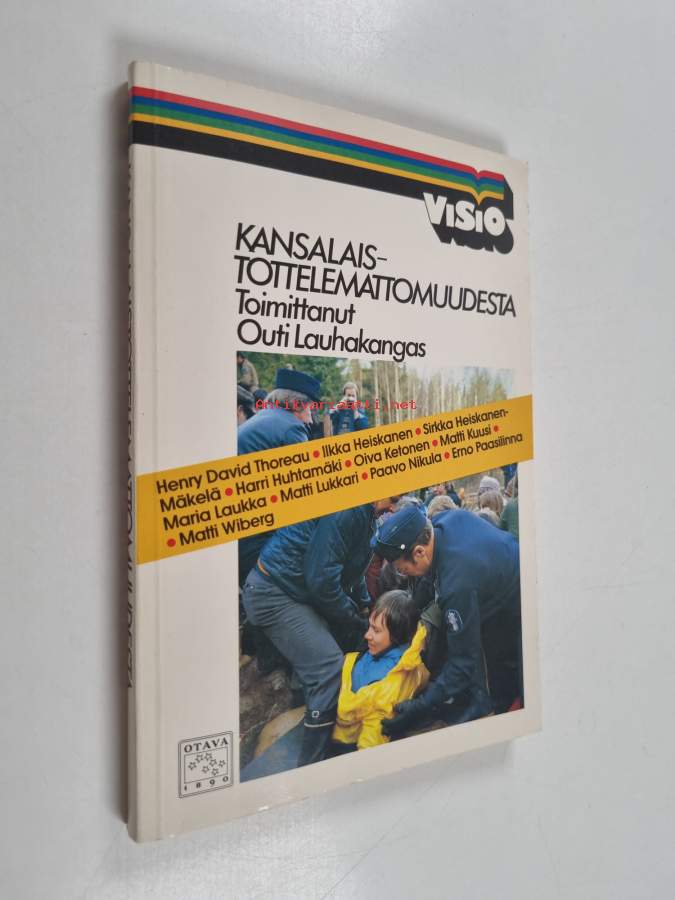 VISIO
KANSALAIS-
TOTTELEMATTOMUUDESTA
Toimittanut
Outi Lauhakangas
antikvariaatti.net
Henry David Thoreau • Ilkka Heiskanen • Sirkka Heiskanen-
Mäkelä • Harri Huhtamäki • Oiva Ketonen • Matti Kuusi •
Maria Laukka • Matti Lukkari • Paavo Nikula • Erno Paasilinna
• Matti Wiberg
OTAVA
1890